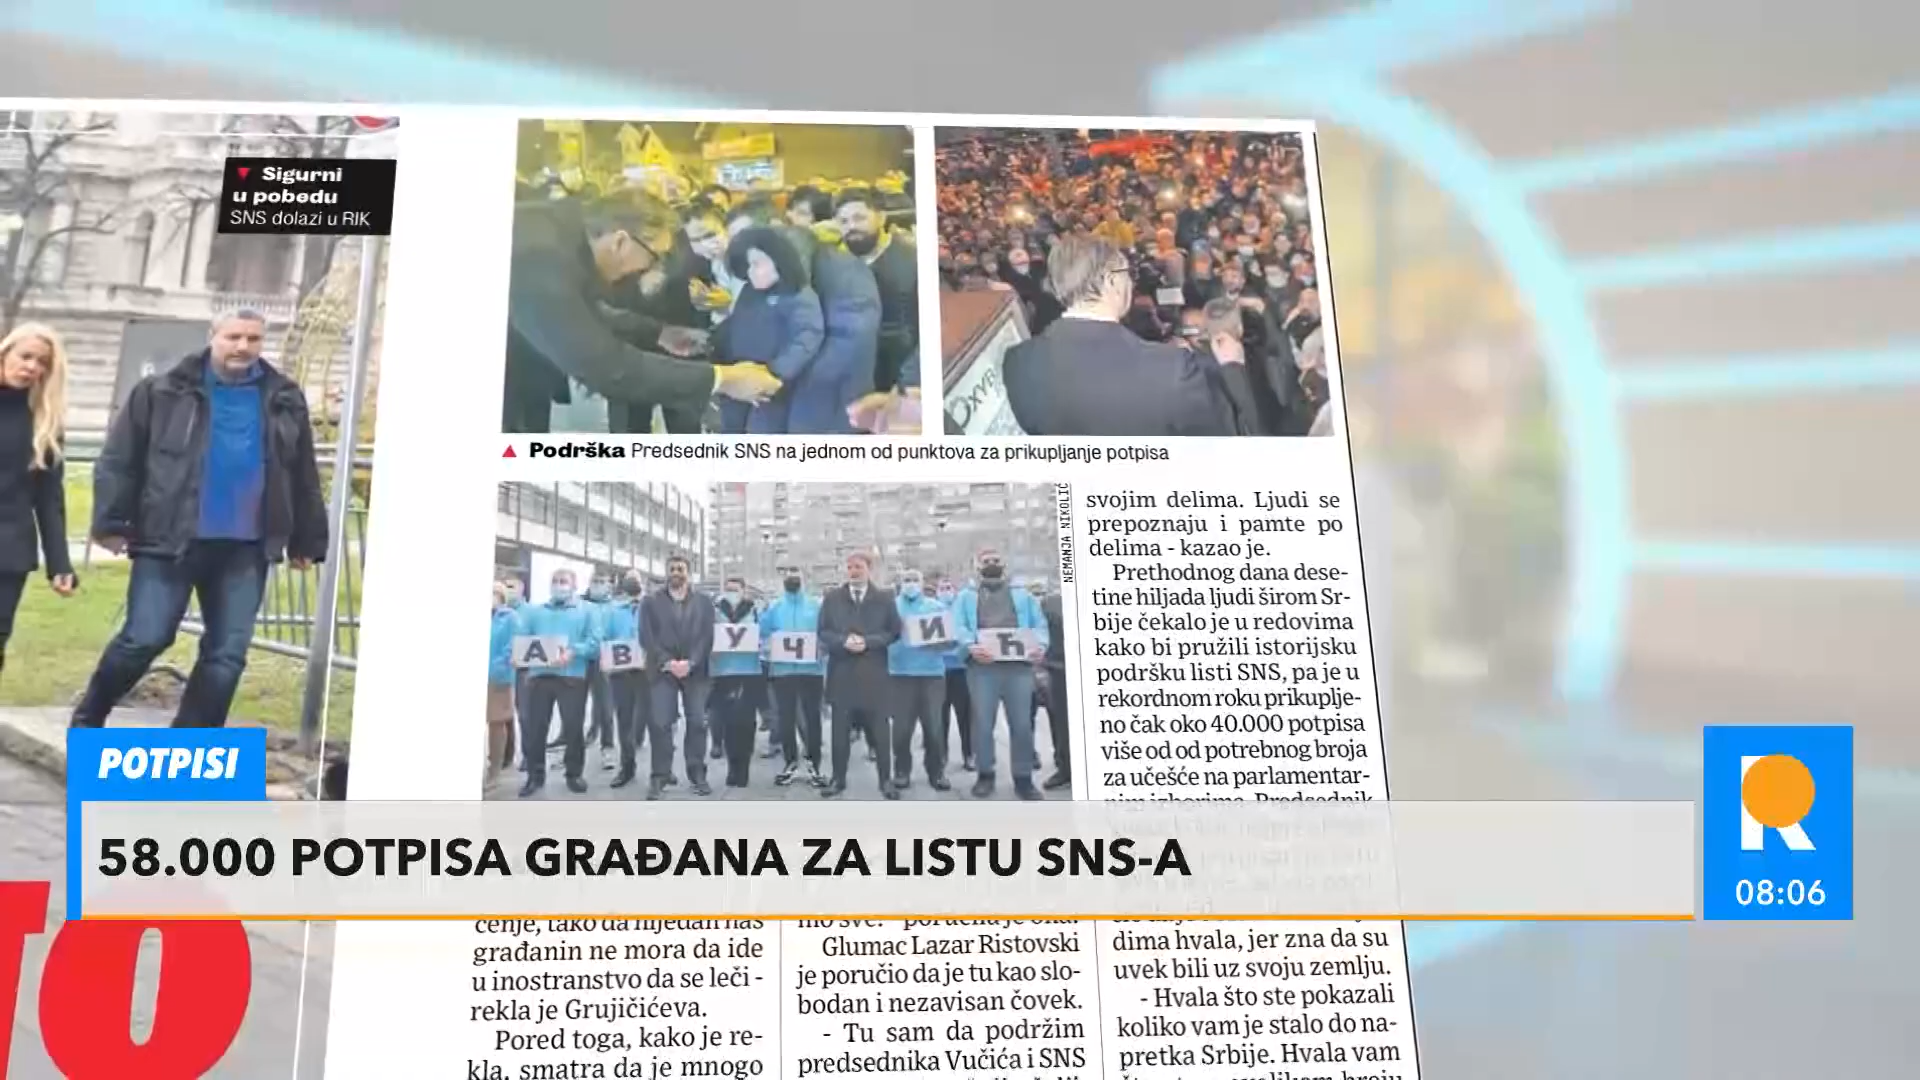 Sigurni
u pobedu
SNS dolazi u RIK
Podrška Predsednik SNS na jednom od punktova za prikupljanje potpisa
А В У Ч И Ћ
NEMANJA NIKOLIĆ
svojim delima. Ljudi se
prepoznaju i pamte po
delima - kazao je.
Prethodnog dana dese-
tine hiljada ljudi širom Sr-
bije čekalo je u redovima
kako bi pružili istorijsku
podršku listi SNS, pa je u
rekordnom roku prikuplje-
no čak oko 40.000 potpisa
više od od potrebnog broja
za učešće na parlamentar-
nim izborima. Predsednik
POTPISI
58.000 POTPISA GRAĐANA ZA LISTU SNS-A
R
08:06
građanin ne mora da ide
u inostranstvo da se leči -
rekla je Grujičićeva.
Pored toga, kako je re-
kla, smatra da je mnogo
Glumac Lazar Ristovski
je poručio da je tu kao slo-
bodan i nezavisan čovek.
- Tu sam da podržim
predsednika Vučića i SNS
dima hvala, jer zna da su
uvek bili uz svoju zemlju.
- Hvala što ste pokazali
koliko vam je stalo do na-
pretka Srbije. Hvala vam